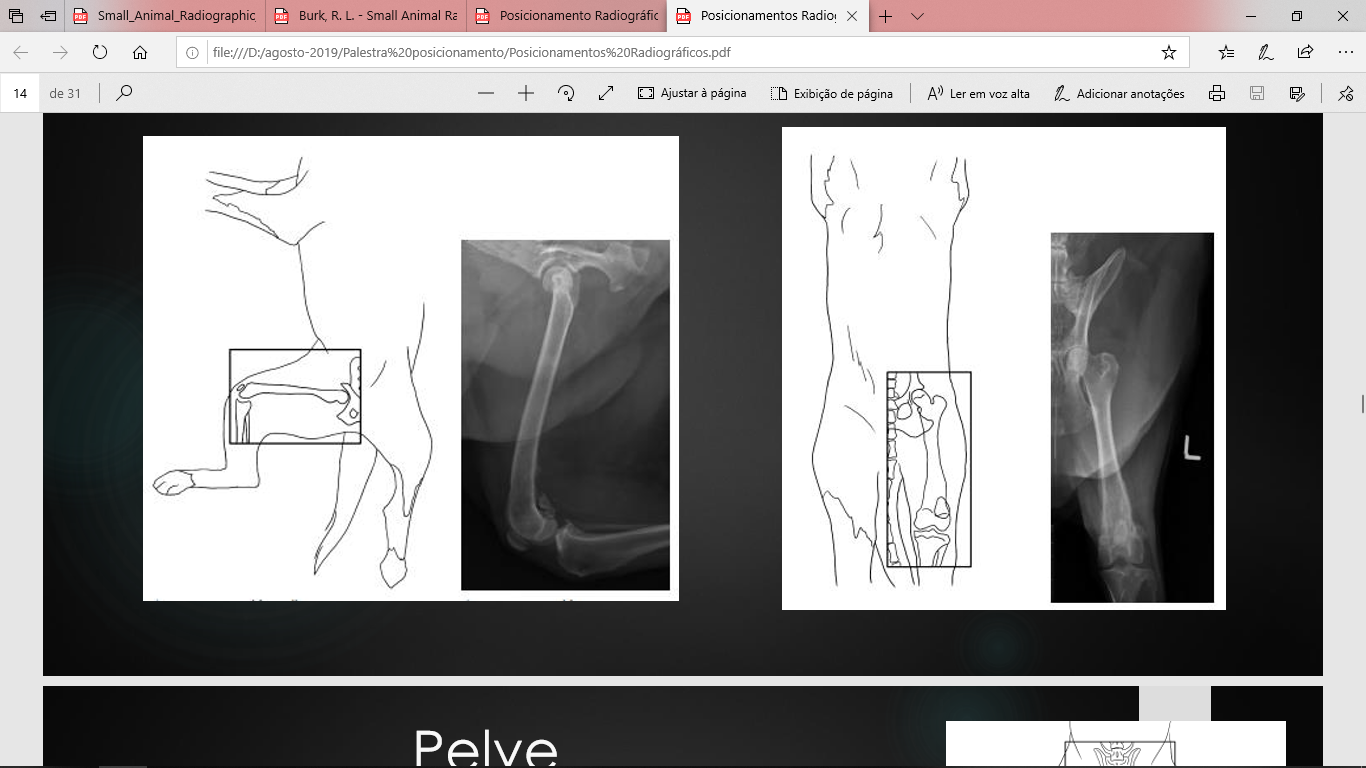 Small_Animal_Radiographic
Burk, R. L. - Small Animal Ra
Posicionamento Radiográfic
Posicionamentos Radiog
file:///D:/agosto-2019/Palestra%20posicionamento/Posicionamentos%20Radiográficos.pdf
14 de 31
Ajustar à página
Exibição de página
Ler em voz alta
Adicionar anotações
L
Pelve